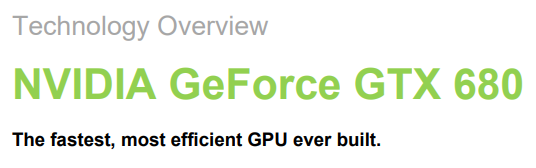 Technology Overview
NVIDIA GeForce GTX 680
The fastest, most efficient GPU ever built.